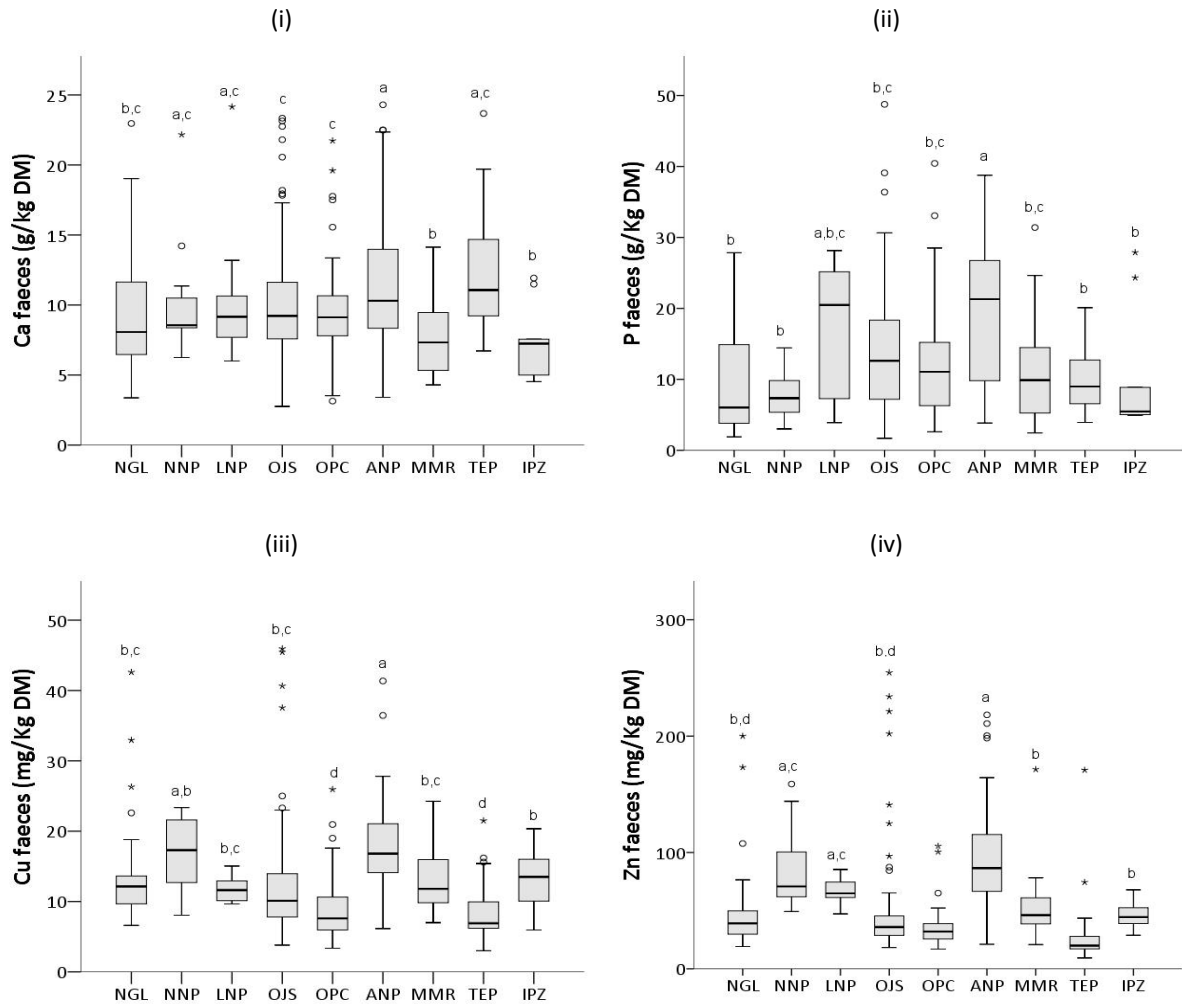 (i)
Ca faeces (g/Kg DM)
25
20
15
10
5
0
b,c
a,c
a,c
c
c
a
b
a,c
b
NGL NNP LNP OJS OPC ANP MMR TEP IPZ
(ii)
P faeces (g/Kg DM)
50
40
30
20
10
0
b
b
a,b,c
b,c
b,c
a
b,c
b
b
NGL NNP LNP OJS OPC ANP MMR TEP IPZ
(iii)
Cu faeces (mg/Kg DM)
50
40
30
20
10
0
b,c
a,b
b,c
b,c
d
a
b,c
d
b
NGL NNP LNP OJS OPC ANP MMR TEP IPZ
(iv)
Zn faeces (mg/Kg DM)
300
200
100
0
b,d
a,c
a,c
b,d
d
a
b
b
NGL NNP LNP OJS OPC ANP MMR TEP IPZ